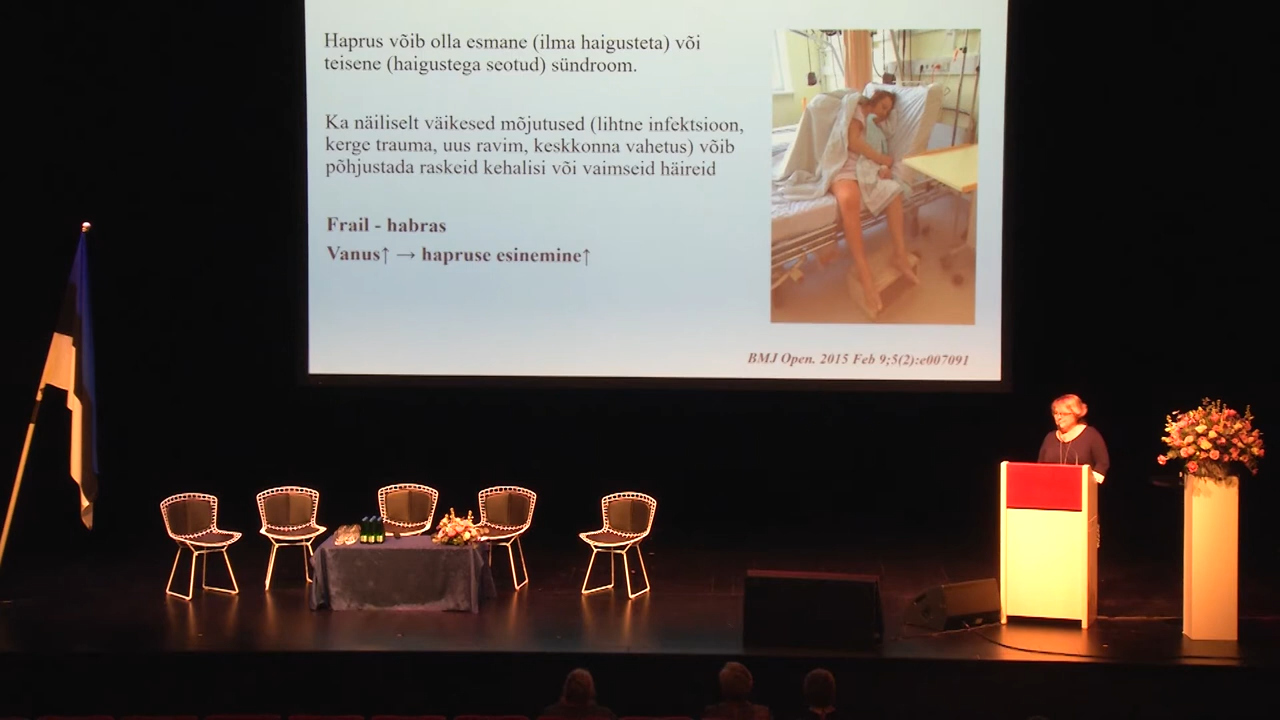 Haprus võib olla esmane (ilma haigusteta) või
teisene (haigustega seotud) sündroom.
Ka näiliselt väikesed mõjutused (lihtne infektsioon,
kerge trauma, uus ravim, keskkonna vahetus) võib
põhjustada raskeid kehalisi või vaimseid häireid
Frail - habras
Vanus↑ → hapruse esinemine↑
BMJ Open. 2015 Feb 9;5(2):e007091